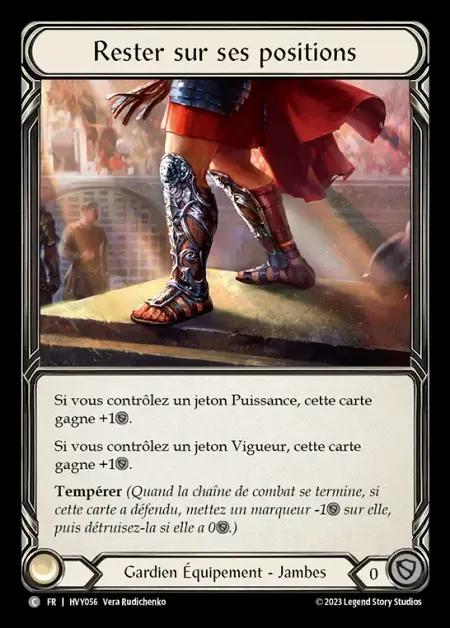 Rester sur ses positions
Si vous contrôlez un jeton Puissance, cette carte
gagne +1.
Si vous contrôlez un jeton Vigueur, cette carte
gagne +1.
Tempérer (Quand la chaîne de combat se termine, si
cette carte a défendu, mettez un marqueur -1 sur elle,
puis détruisez-la si elle a 0.)
Gardien Équipement - Jambes
0
C FR | HVY056 Vera Rudichenko
© 2023 Legend Story Studios